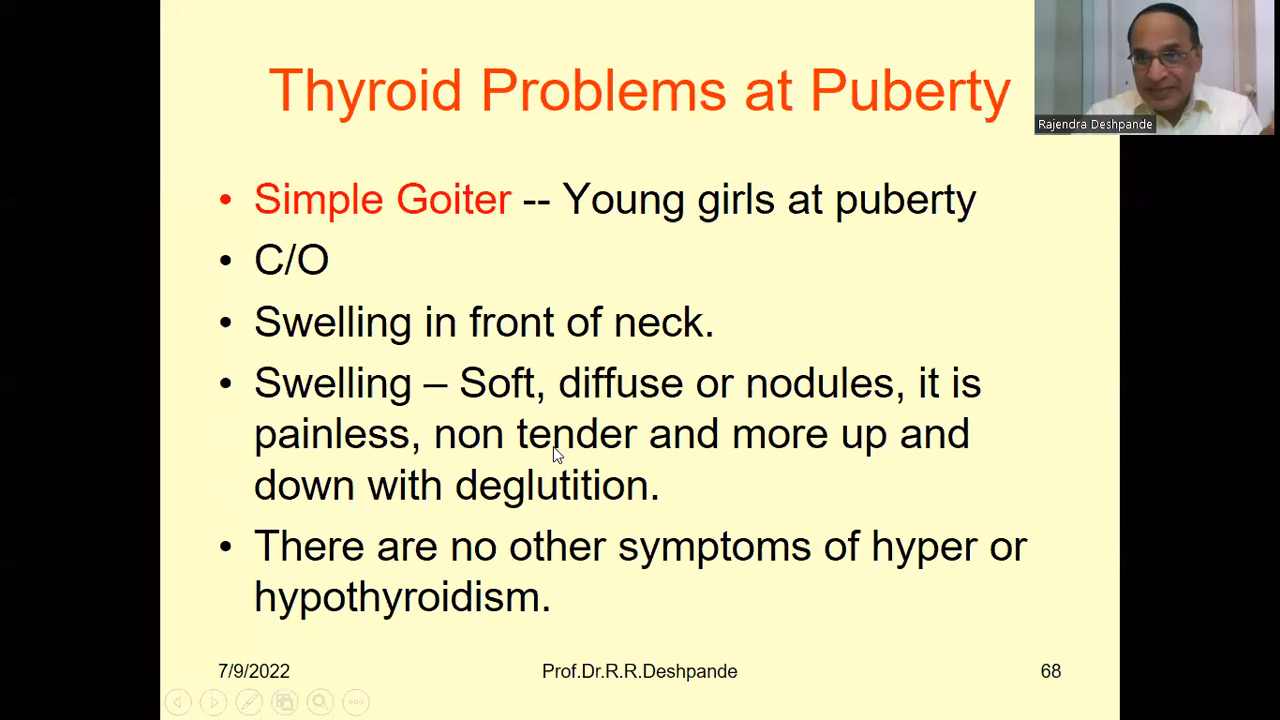 Thyroid Problems at Puberty
Rajendra Deshpande
• Simple Goiter -- Young girls at puberty
• C/O
• Swelling in front of neck.
• Swelling – Soft, diffuse or nodules, it is
painless, non tender and more up and
down with deglutition.
• There are no other symptoms of hyper or
hypothyroidism.
7/9/2022
Prof.Dr.R.R.Deshpande
68